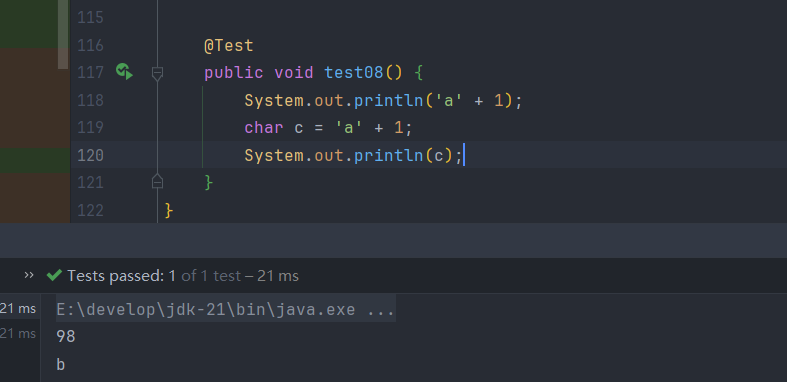 115
116 @Test
117 public void test08() {
118 System.out.println('a' + 1);
119 char c = 'a' + 1;
120 System.out.println(c);
121 }
122 }
›› Tests passed: 1 of 1 test – 21 ms
21 ms E:\develop\jdk-21\bin\java.exe ...
21 ms 98
b